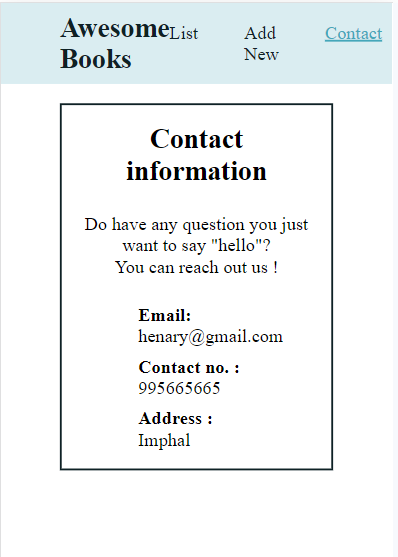 Awesome Books
List
Add New
Contact
Contact
information
Do have any question you just
want to say "hello"?
You can reach out us !
Email:
henary@gmail.com
Contact no. :
995665665
Address :
Imphal